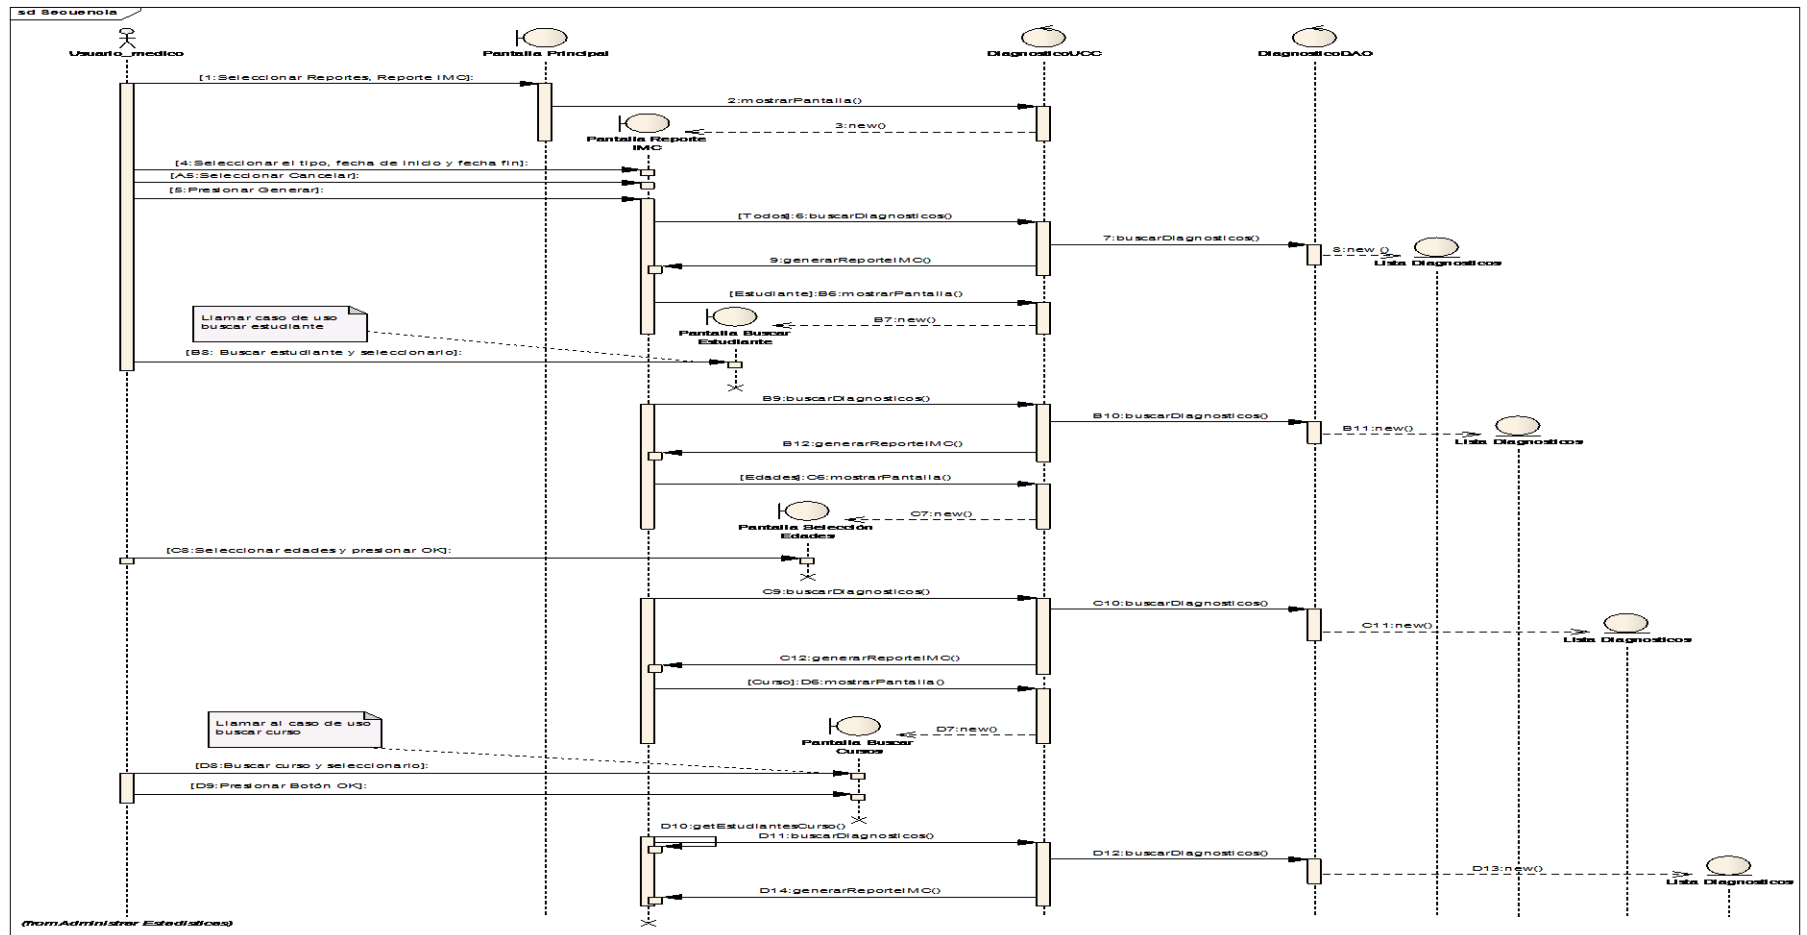 sd Secuencia
Usuario_medico
Pantalla Principal
DiagnosticoUCC
DiagnosticoDAO
[1:Seleccionar Reportes, Reporte IMC]:
2:mostrarPantalla()
3:new()
Pantalla Reporte
IMC
[4:Seleccionar el tipo, fecha de inicio y fecha fin]:
[A5:Seleccionar Cancelar]:
[5:Presionar Generar]:
[Todos]:6:buscarDiagnosticos()
7:buscarDiagnosticos()
8:new ()
Lista Diagnosticos
9:generarReporteIMC()
[Estudiante]:B6:mostrarPantalla()
Llamar caso de uso
buscar estudiante
B7:new()
Pantalla Buscar
Estudiante
[B8: Buscar estudiante y seleccionarlo]:
B9:buscarDiagnosticos()
B10:buscarDiagnosticos()
B11:new()
Lista Diagnosticos
B12:generarReporteIMC()
[Edades]:C6:mostrarPantalla()
C7:new()
Pantalla Selección
Edades
[C8:Seleccionar edades y presionar OK]:
C9:buscarDiagnosticos()
C10:buscarDiagnosticos()
C11:new()
Lista Diagnosticos
C12:generarReporteIMC()
[Curso]:D6:mostrarPantalla()
Llamar al caso de uso
buscar curso
D7:new()
Pantalla Buscar
Cursos
[D8:Buscar curso y seleccionarlo]:
[D9:Presionar Botón OK]:
D10:getEstudiantesCurso()
D11:buscarDiagnosticos()
D12:buscarDiagnosticos()
D13:new()
Lista Diagnosticos
D14:generarReporteIMC()
(from Administrar Estadisticas)